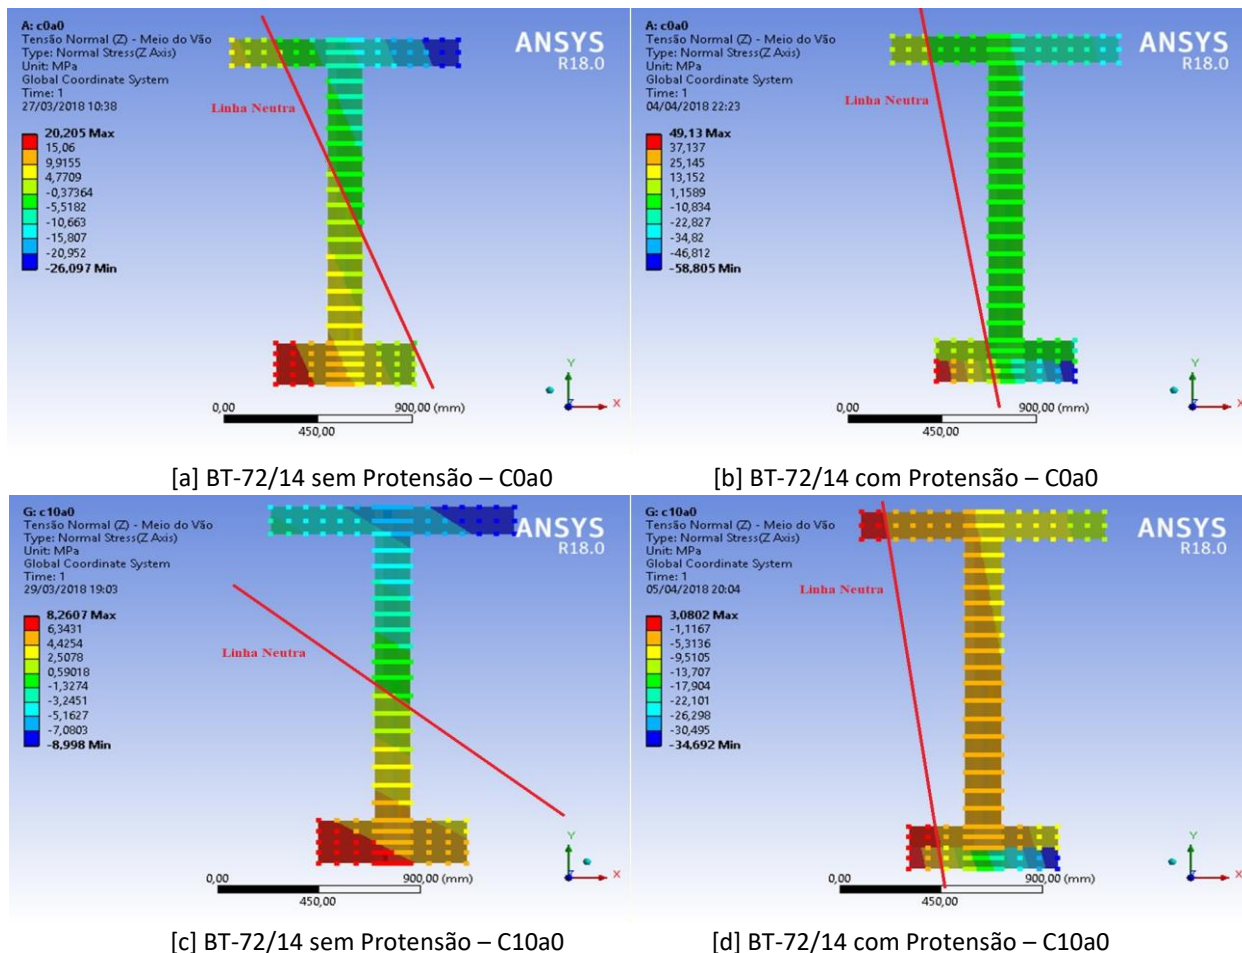 A: c0a0
Tensão Normal (Z) - Meio do Vão
Type: Normal Stress(Z Axis)
Unit: MPa
Global Coordinate System
Time: 1
27/03/2018 10:38
20,205 Max
15,06
9,9155
4,7709
-0,37364
-5,5182
-10,663
-15,807
-20,952
-26,097 Min
Linha Neutra
ANSYS
R18.0
Y
Z
X
0,00
900,00 (mm)
450,00
[a] BT-72/14 sem Protensão – C0a0
A: c0a0
Tensão Normal (Z) - Meio do Vão
Type: Normal Stress(Z Axis)
Unit: MPa
Global Coordinate System
Time: 1
04/04/2018 22:23
49,13 Max
37,137
25,145
13,152
1,1589
-10,834
-22,827
-34,82
-46,812
-58,805 Min
Linha Neutra
ANSYS
R18.0
Y
Z
X
0,00
900,00 (mm)
450,00
[b] BT-72/14 com Protensão – C0a0
G: c10a0
Tensão Normal (Z) - Meio do Vão
Type: Normal Stress(Z Axis)
Unit: MPa
Global Coordinate System
Time: 1
29/03/2018 19:03
8,2607 Max
6,3431
4,4254
2,5078
0,59018
-1,3274
-3,2451
-5,1627
-7,0803
-8,998 Min
Linha Neutra
ANSYS
R18.0
Y
Z
X
0,00
900,00 (mm)
450,00
[c] BT-72/14 sem Protensão – C10a0
G: c10a0
Tensão Normal (Z) - Meio do Vão
Type: Normal Stress(Z Axis)
Unit: MPa
Global Coordinate System
Time: 1
05/04/2018 20:04
3,0802 Max
-1,1167
-5,3136
-9,5105
-13,707
-17,904
-22,101
-26,298
-30,495
-34,692 Min
Linha Neutra
ANSYS
R18.0
Y
Z
X
0,00
900,00 (mm)
450,00
[d] BT-72/14 com Protensão – C10a0